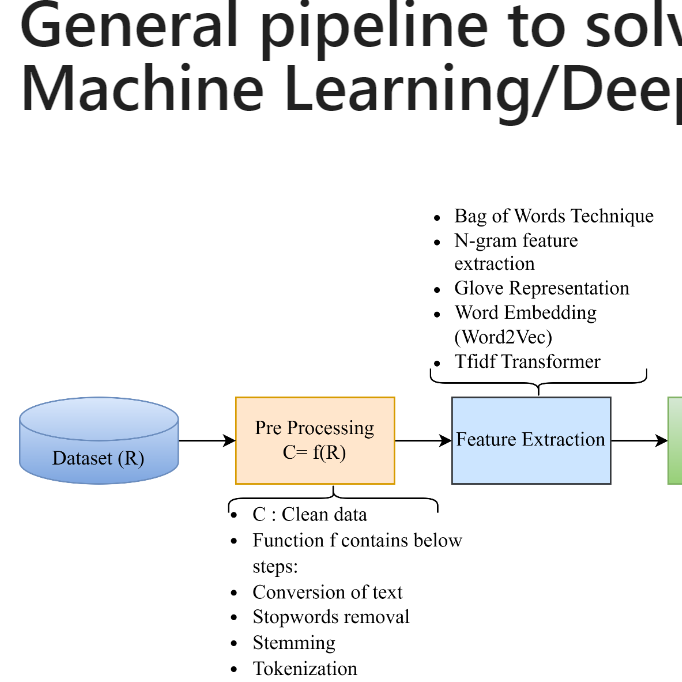 General pipeline to solv
Machine Learning/Deep
• Bag of Words Technique
• N-gram feature
extraction
• Glove Representation
• Word Embedding
(Word2Vec)
• Tfidf Transformer
Dataset (R)
Pre Processing
C= f(R)
Feature Extraction
• C : Clean data
• Function f contains below
steps:
• Conversion of text
• Stopwords removal
• Stemming
• Tokenization